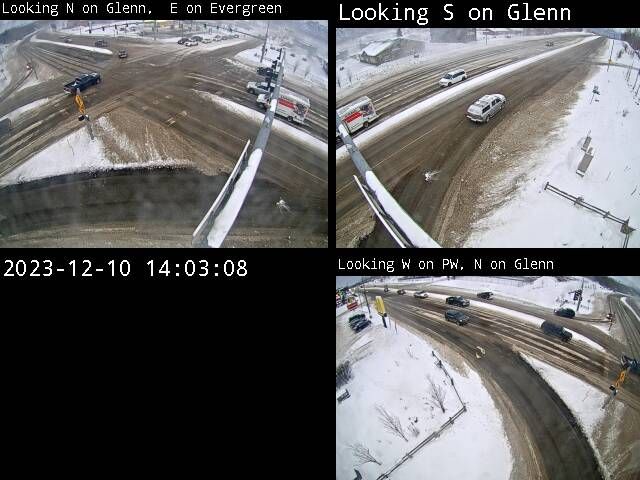 Looking N on Glenn,  E on Evergreen
Looking S on Glenn
2023-12-10 14:03:08
Looking W on PW, N on Glenn